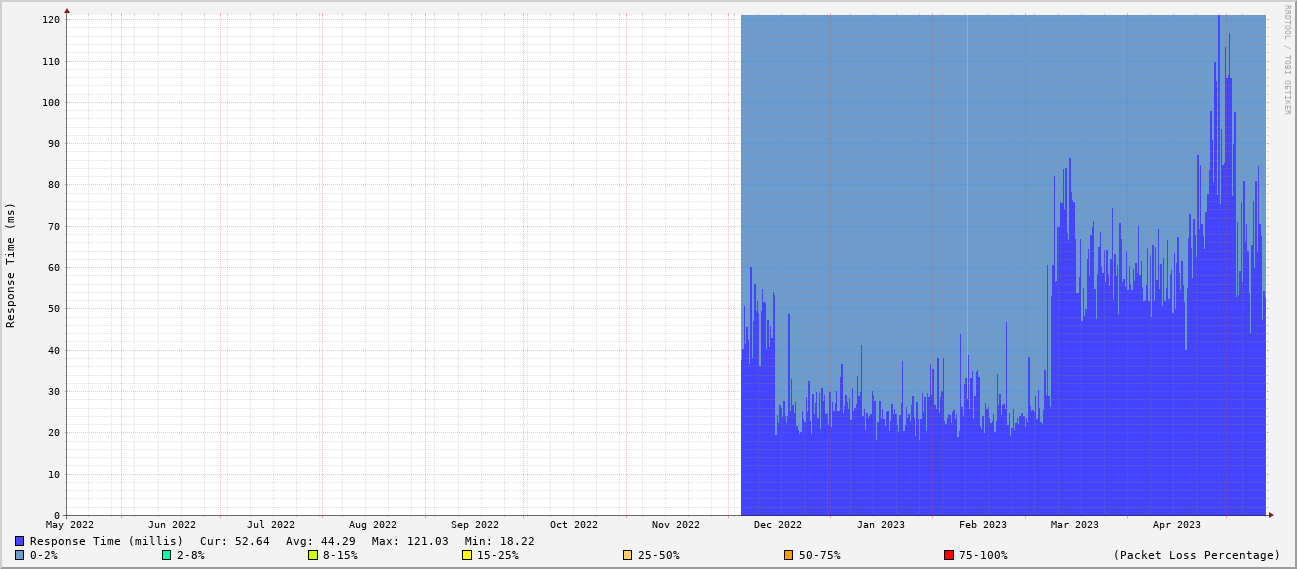 RRDTOOL / TOBI OETIKER
Response Time (ms)
120
110
100
90
80
70
60
50
40
30
20
10
0
May 2022 Jun 2022 Jul 2022 Aug 2022 Sep 2022 Oct 2022 Nov 2022 Dec 2022 Jan 2023 Feb 2023 Mar 2023 Apr 2023
Response Time (millis) Cur: 52.64 Avg: 44.29 Max: 121.03 Min: 18.22
0-2% 2-8% 8-15% 15-25% 25-50% 50-75% 75-100% (Packet Loss Percentage)